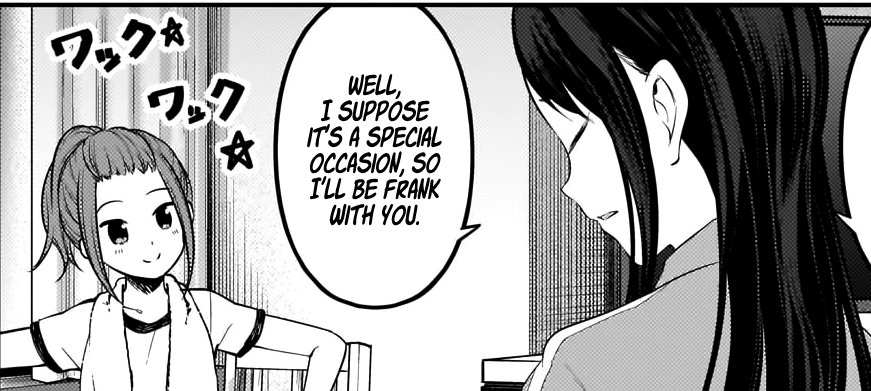 ワック☆
ワック☆
WELL,
I SUPPOSE
IT'S A SPECIAL
OCCASION, SO
I'LL BE FRANK
WITH YOU.